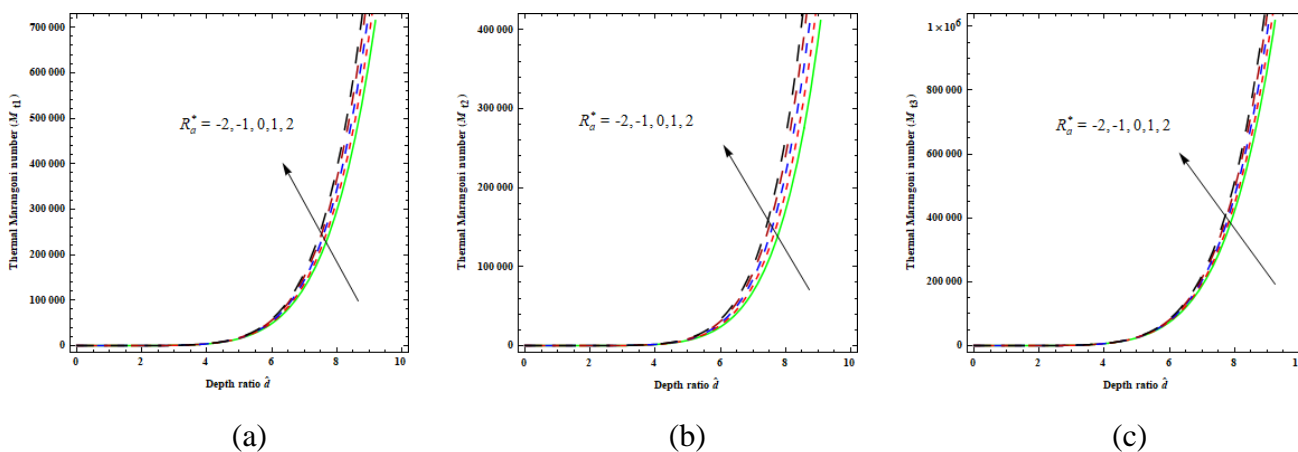 Thermal Marangoni number (M t1)
700 000
600 000
500 000
400 000
300 000
200 000
100 000
0
R*a = -2, -1, 0, 1, 2
0 2 4 6 8 10
Depth ratio d̂
(a)
Thermal Marangoni number (M t2)
400 000
300 000
200 000
100 000
0
R*a = -2, -1, 0, 1, 2
0 2 4 6 8 10
Depth ratio d̂
(b)
Thermal Marangoni number (M t3)
1×10⁶
800 000
600 000
400 000
200 000
0
R*a = -2, -1, 0, 1, 2
0 2 4 6 8 10
Depth ratio d̂
(c)